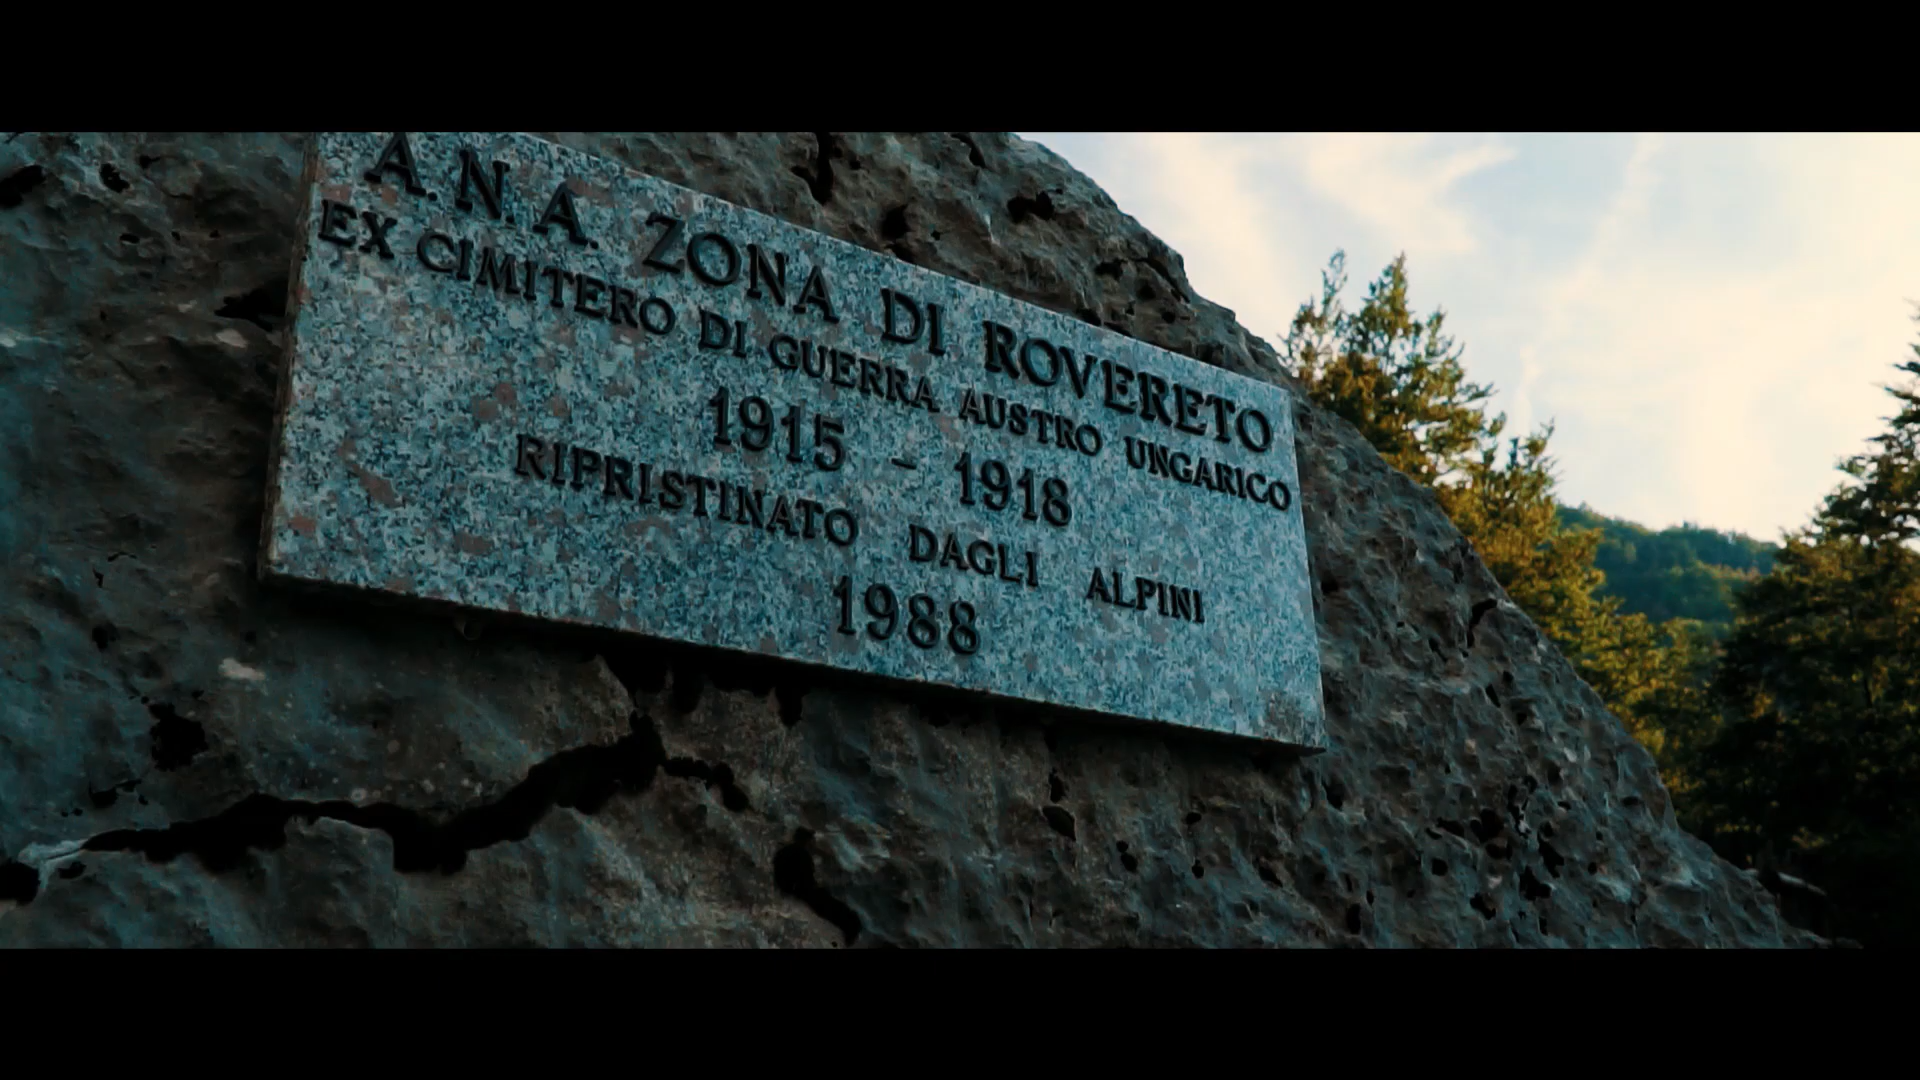 A.N.A. ZONA DI ROVERETO
EX CIMITERO DI GUERRA AUSTRO UNGARICO
1915 - 1918
RIPRISTINATO DAGLI ALPINI
1988